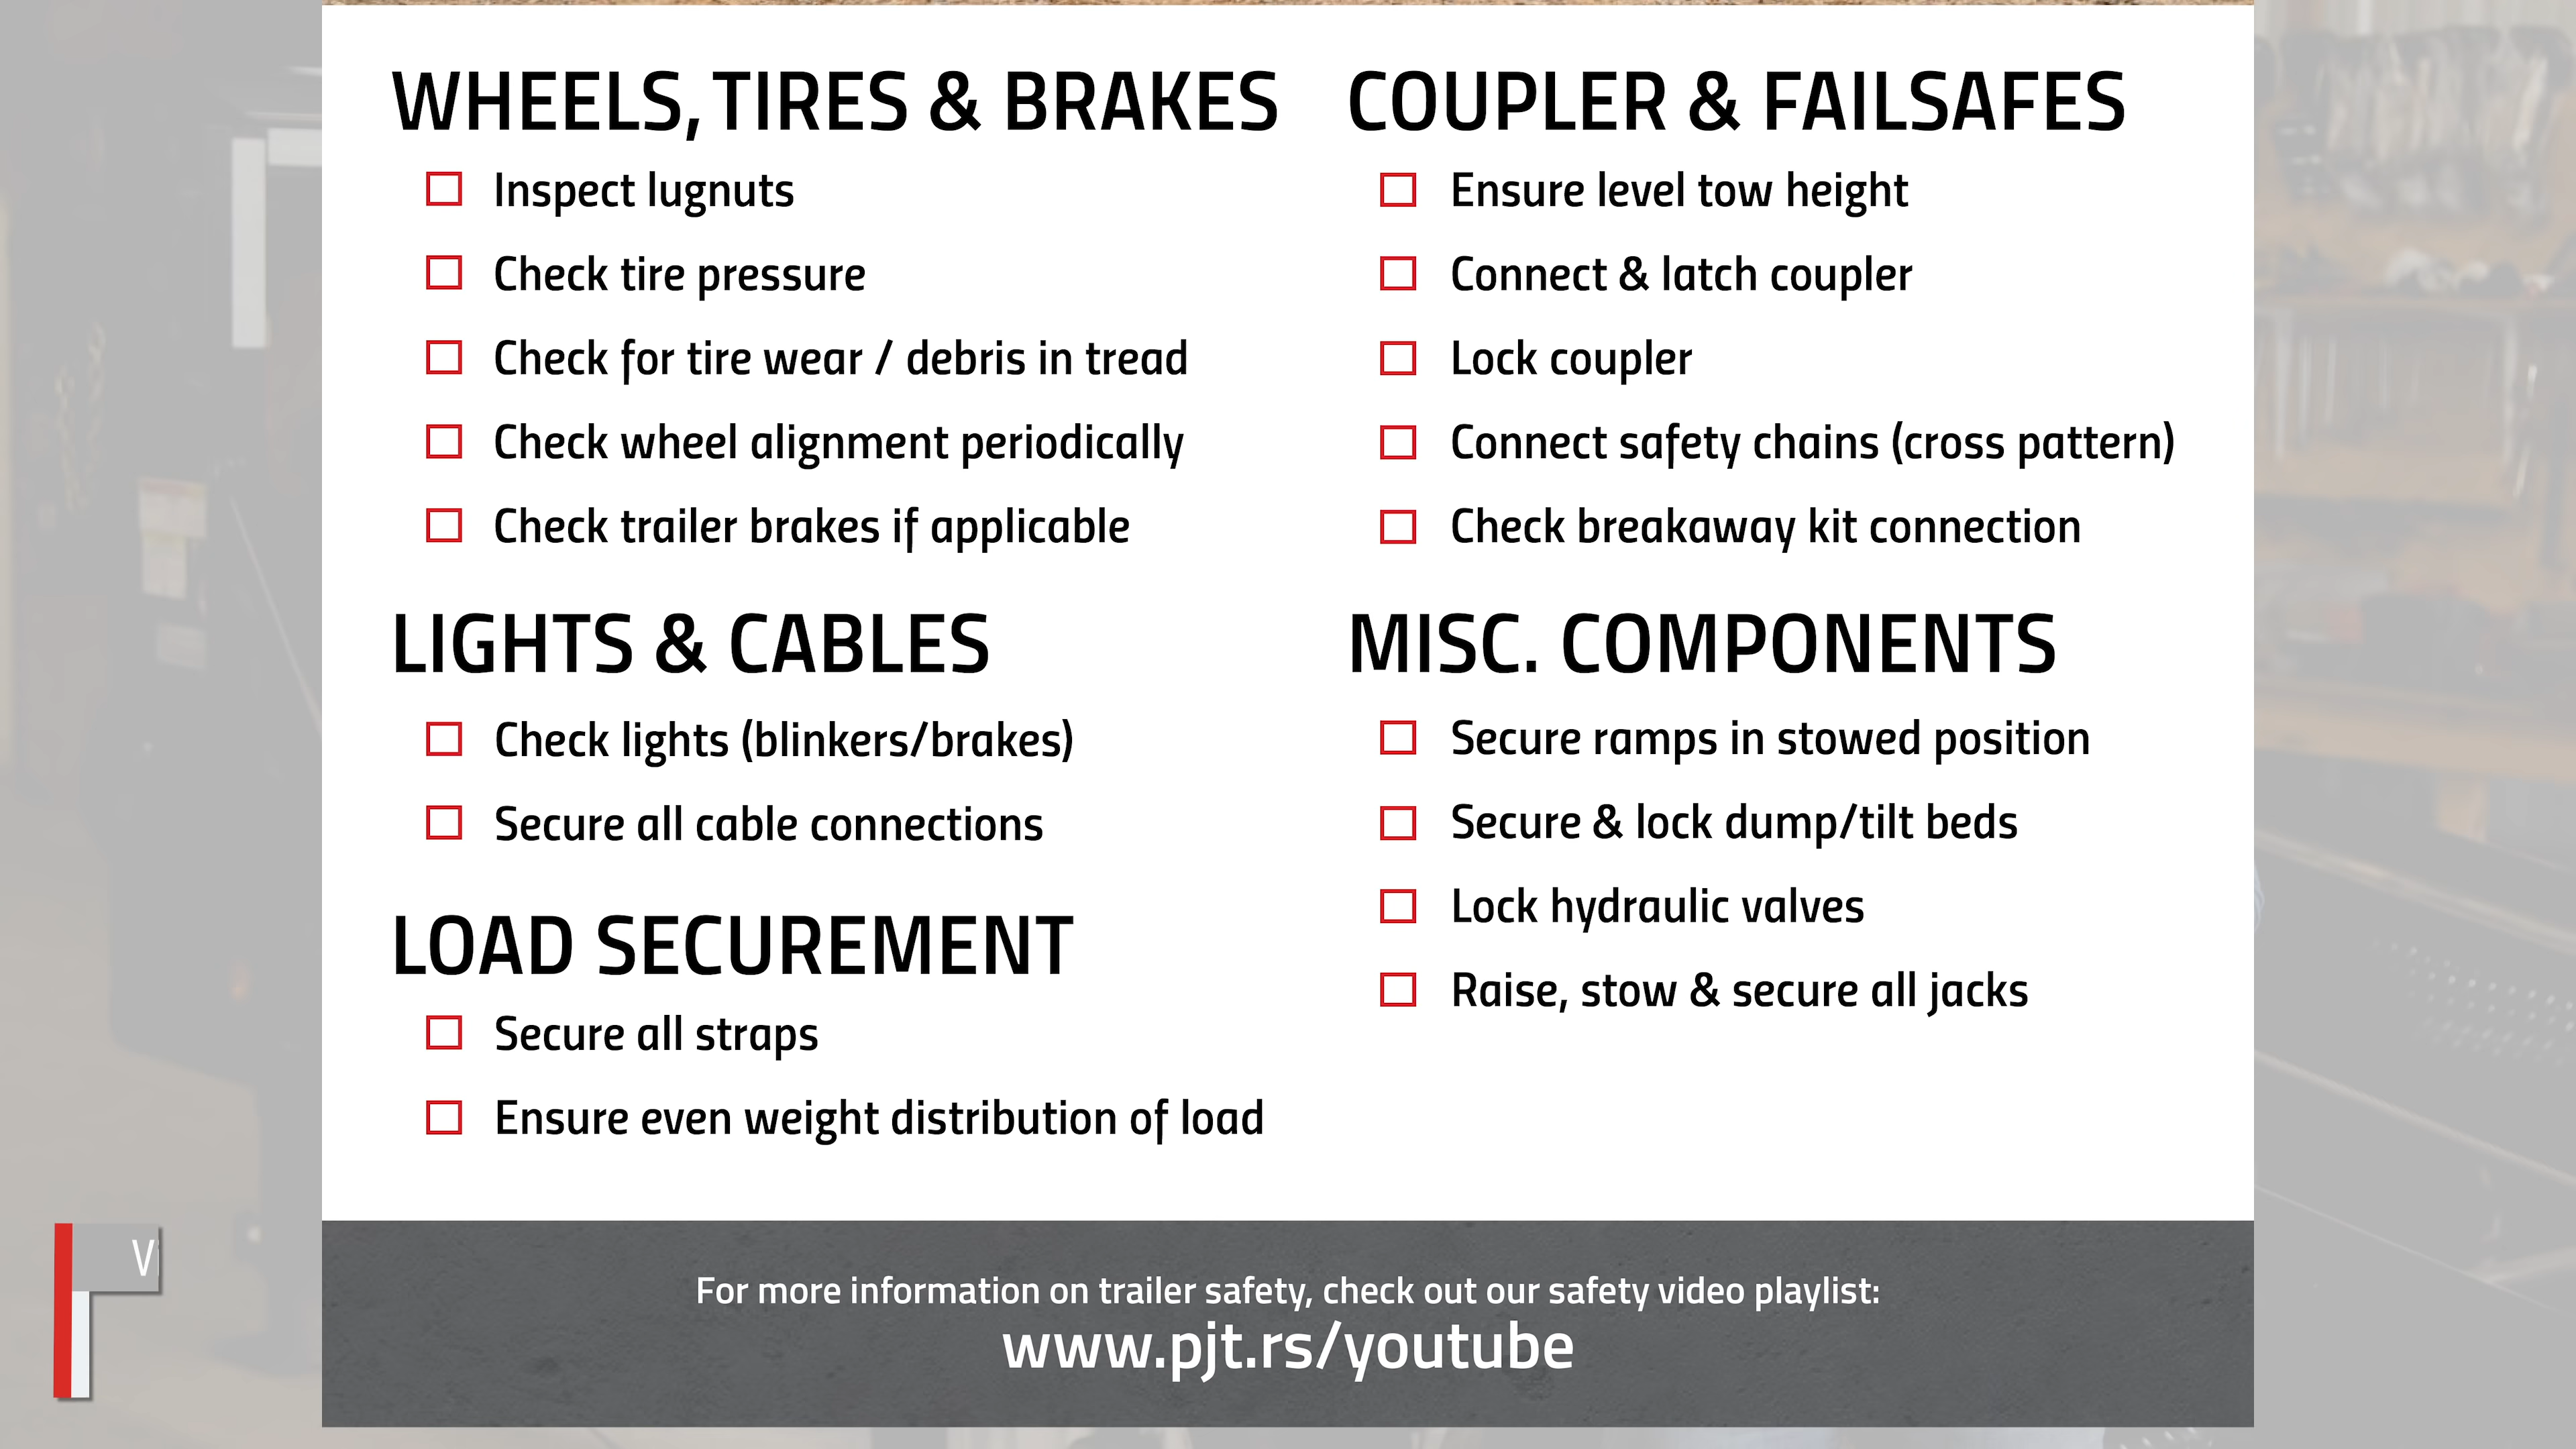 WHEELS, TIRES & BRAKES
Inspect lugnuts
Check tire pressure
Check for tire wear / debris in tread
Check wheel alignment periodically
Check trailer brakes if applicable
LIGHTS & CABLES
Check lights (blinkers/brakes)
Secure all cable connections
LOAD SECUREMENT
Secure all straps
Ensure even weight distribution of load
COUPLER & FAILSAFES
Ensure level tow height
Connect & latch coupler
Lock coupler
Connect safety chains (cross pattern)
Check breakaway kit connection
MISC. COMPONENTS
Secure ramps in stowed position
Secure & lock dump/tilt beds
Lock hydraulic valves
Raise, stow & secure all jacks
For more information on trailer safety, check out our safety video playlist:
www.pjt.rs/youtube